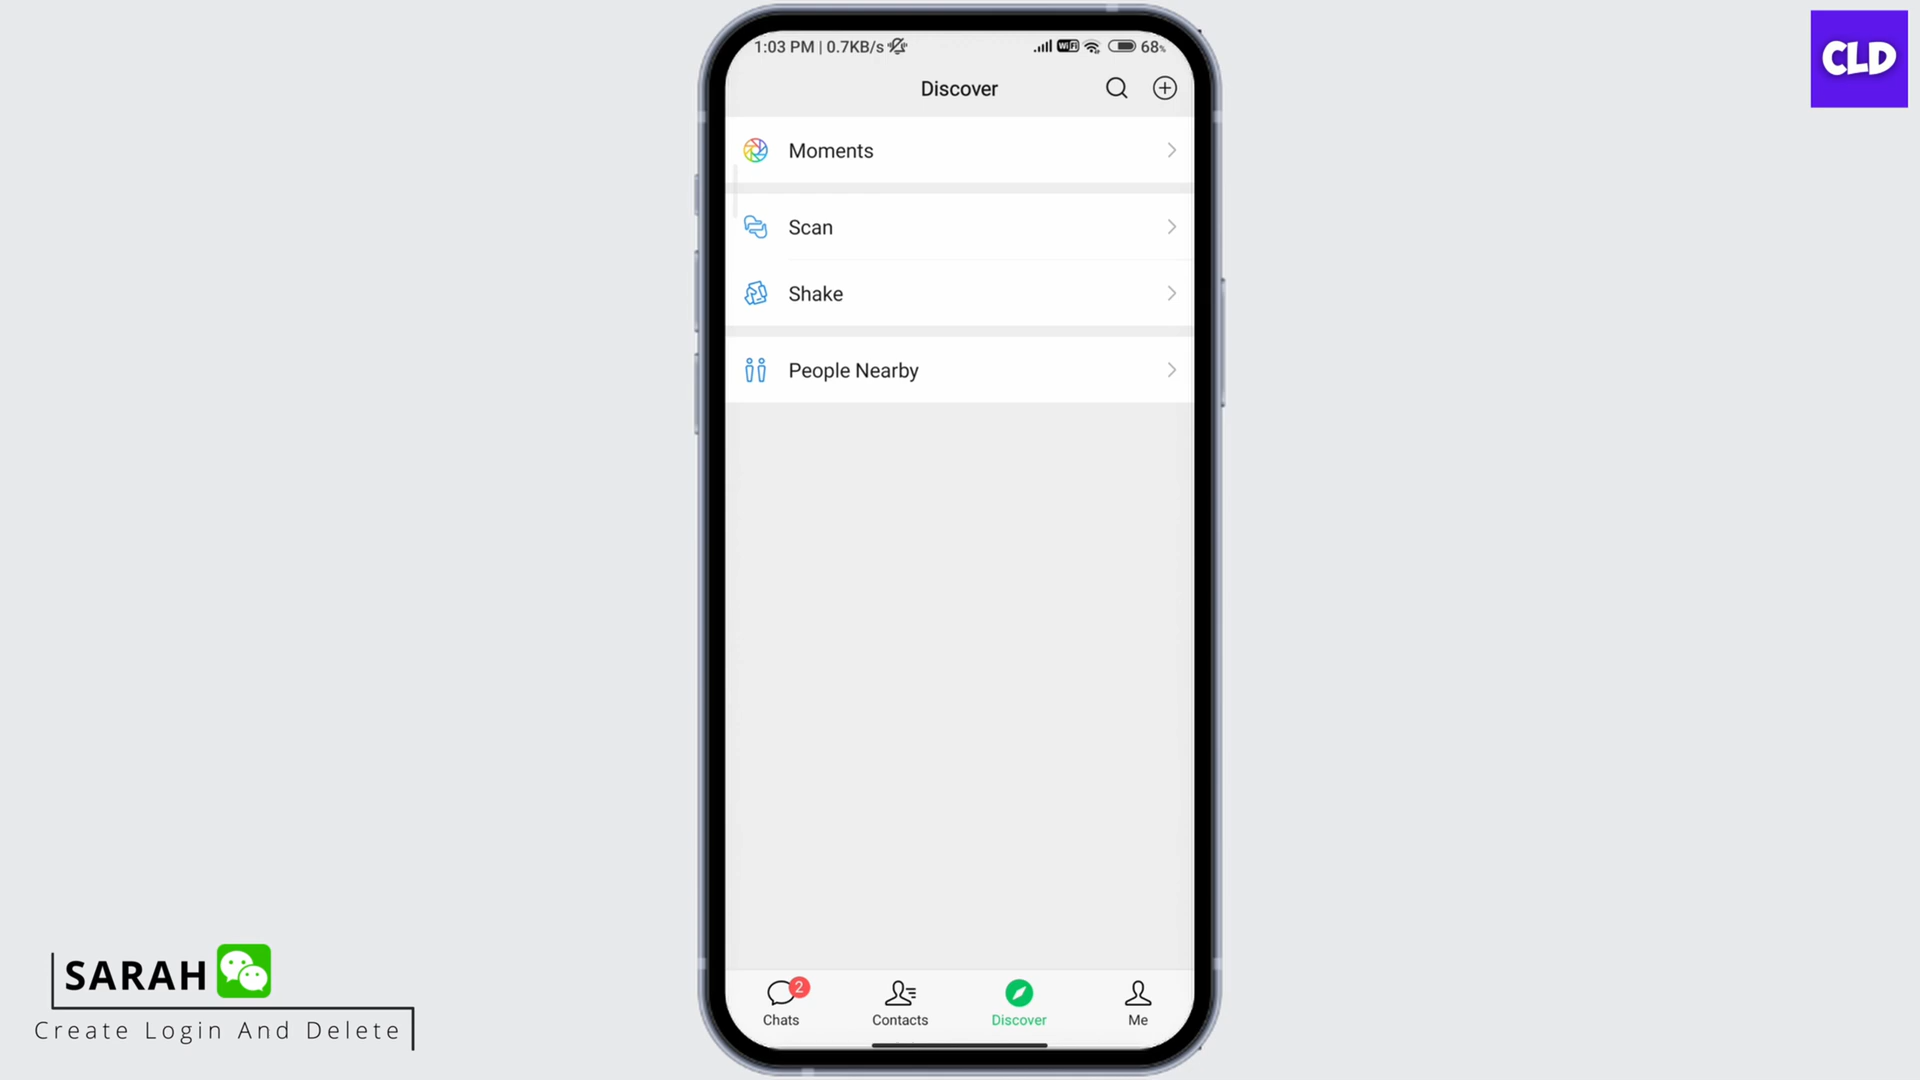 1:03 PM | 0.7KB/s
WiFi
68%
CLD
Discover
Moments
Scan
Shake
People Nearby
2
Chats
Contacts
Discover
Me
SARAH
Create Login And Delete